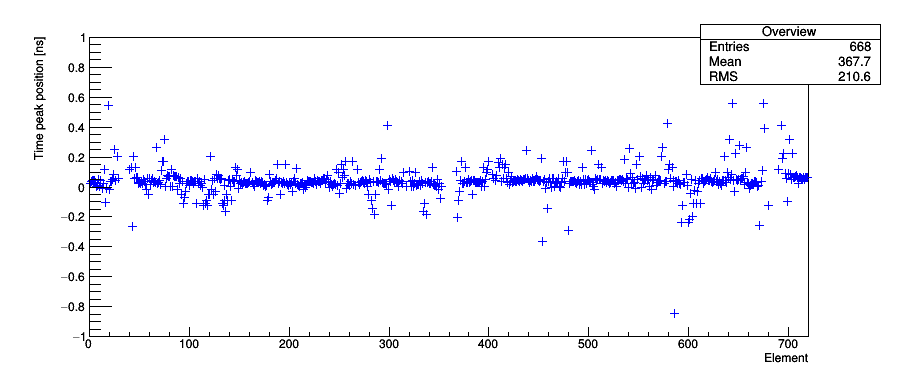 Overview
Entries 668
Mean 367.7
RMS 210.6
Time peak position [ns]
1
0.8
0.6
0.4
0.2
0
−0.2
−0.4
−0.6
−0.8
−1
0 100 200 300 400 500 600 700
Element